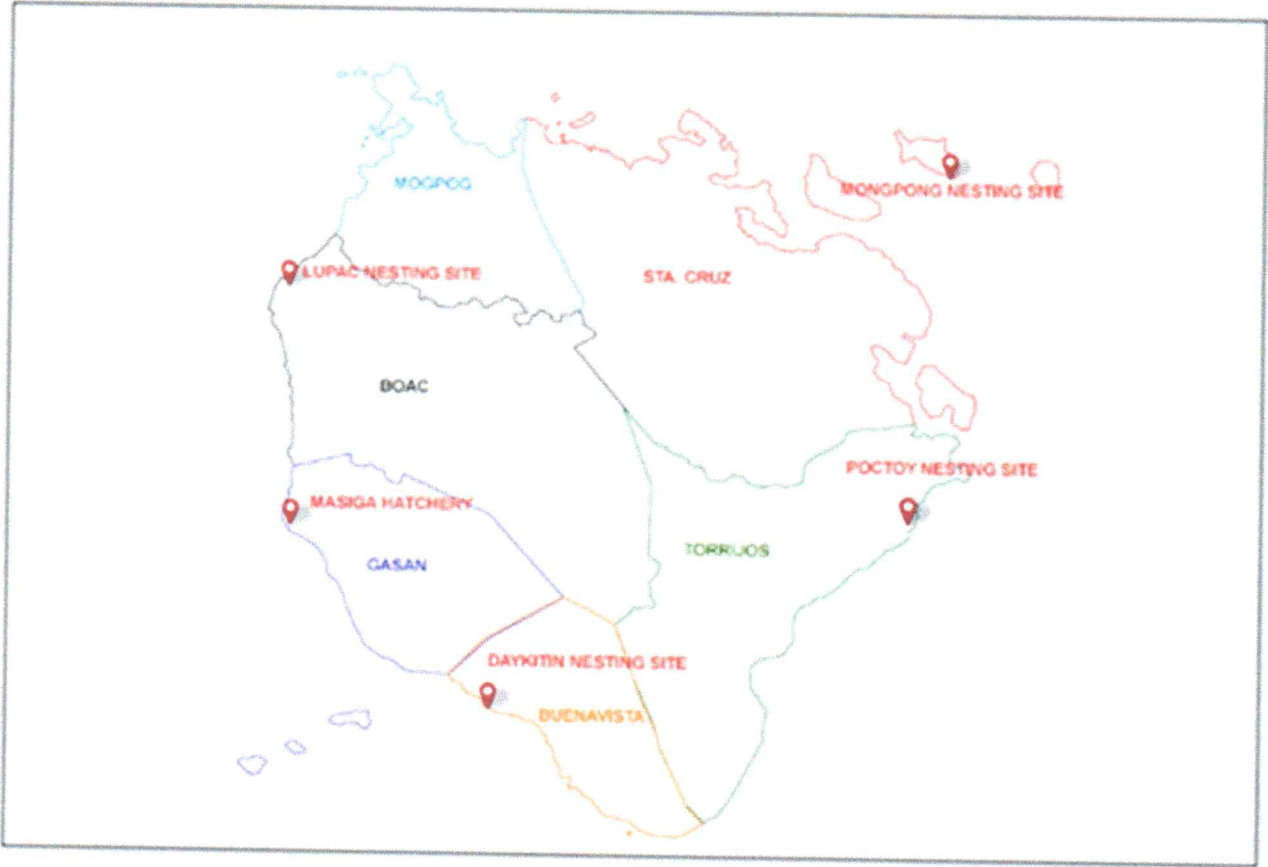 MOGPOG
MONGPONG NESTING SITE
LUPAC NESTING SITE
STA. CRUZ
BOAC
POCTOY NESTING SITE
MASIGA HATCHERY
TORRIJOS
GASAN
DAYKITIN NESTING SITE
BUENAVISTA